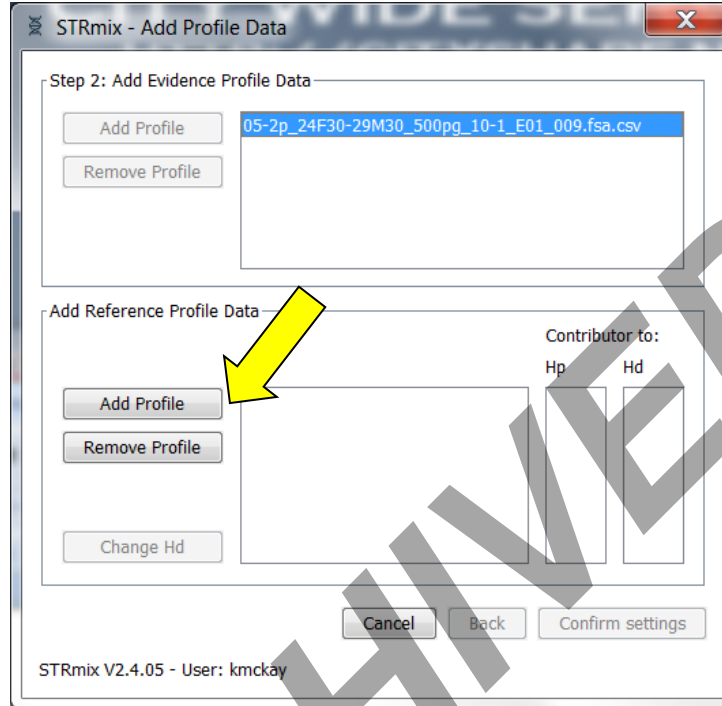 STRmix - Add Profile Data
Step 2: Add Evidence Profile Data
Add Profile
05-2p_24F30-29M30_500pg_10-1_E01_009.fsa.csv
Remove Profile
Add Reference Profile Data
Contributor to:
Hp Hd
Add Profile
Remove Profile
Change Hd
Cancel Back Confirm settings
STRmix V2.4.05 - User: kmckay
HIVE